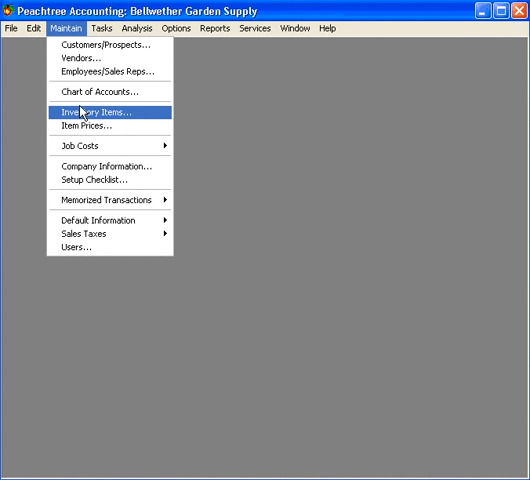 Peachtree Accounting: Bellwether Garden Supply
File Edit Maintain Tasks Analysis Options Reports Services Window Help
Customers/Prospects...
Vendors...
Employees/Sales Reps...
Chart of Accounts...
Inventory Items...
Item Prices...
Job Costs
Company Information...
Setup Checklist...
Memorized Transactions
Default Information
Sales Taxes
Users...